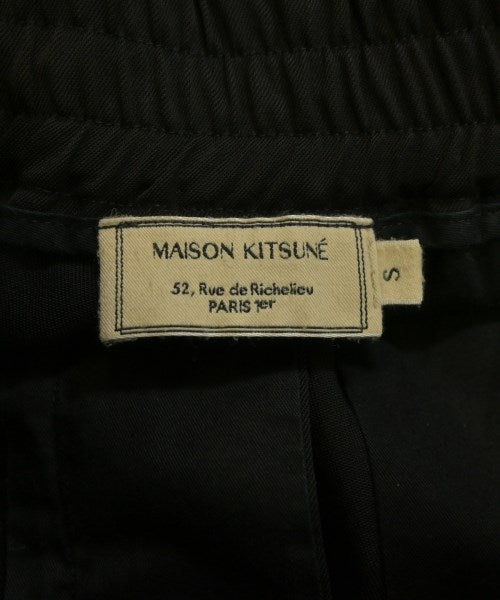 MAISON KITSUNÉ
52, Rue de Richelieu
PARIS 1er
S